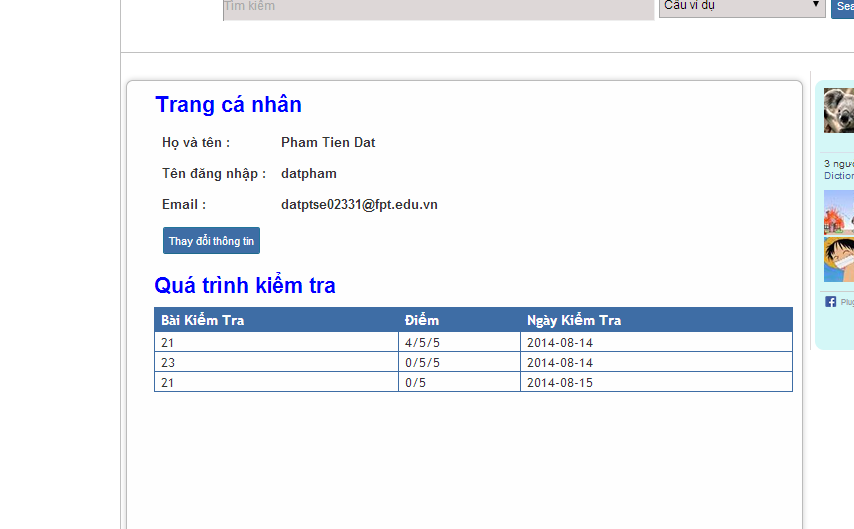 Tìm kiếm
Câu ví dụ
Sea
Trang cá nhân
Họ và tên : Pham Tien Dat
Tên đăng nhập : datpham
Email : datptse02331@fpt.edu.vn
Thay đổi thông tin
Quá trình kiểm tra
Bài Kiểm Tra Điểm Ngày Kiểm Tra
21 4/5/5 2014-08-14
23 0/5/5 2014-08-14
21 0/5 2014-08-15
3 ngườ
Diction
Plug